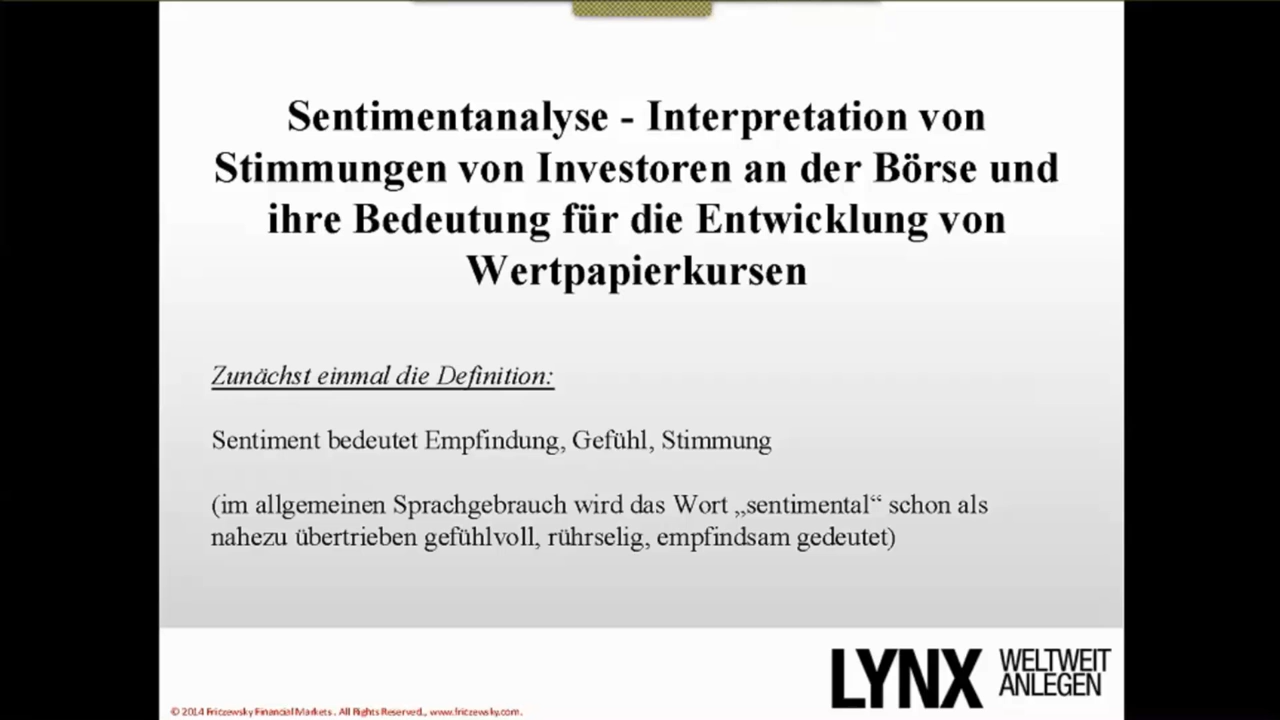 Sentimentanalyse - Interpretation von
Stimmungen von Investoren an der Börse und
ihre Bedeutung für die Entwicklung von
Wertpapierkursen
Zunächst einmal die Definition:
Sentiment bedeutet Empfindung, Gefühl, Stimmung
(im allgemeinen Sprachgebrauch wird das Wort „sentimental“ schon als
nahezu übertrieben gefühlvoll, rührselig, empfindsam gedeutet)
LYNX WELTWEIT
ANLEGEN
© 2014 Friczewsky Financial Markets . All Rights Reserved., www.friczewsky.com.